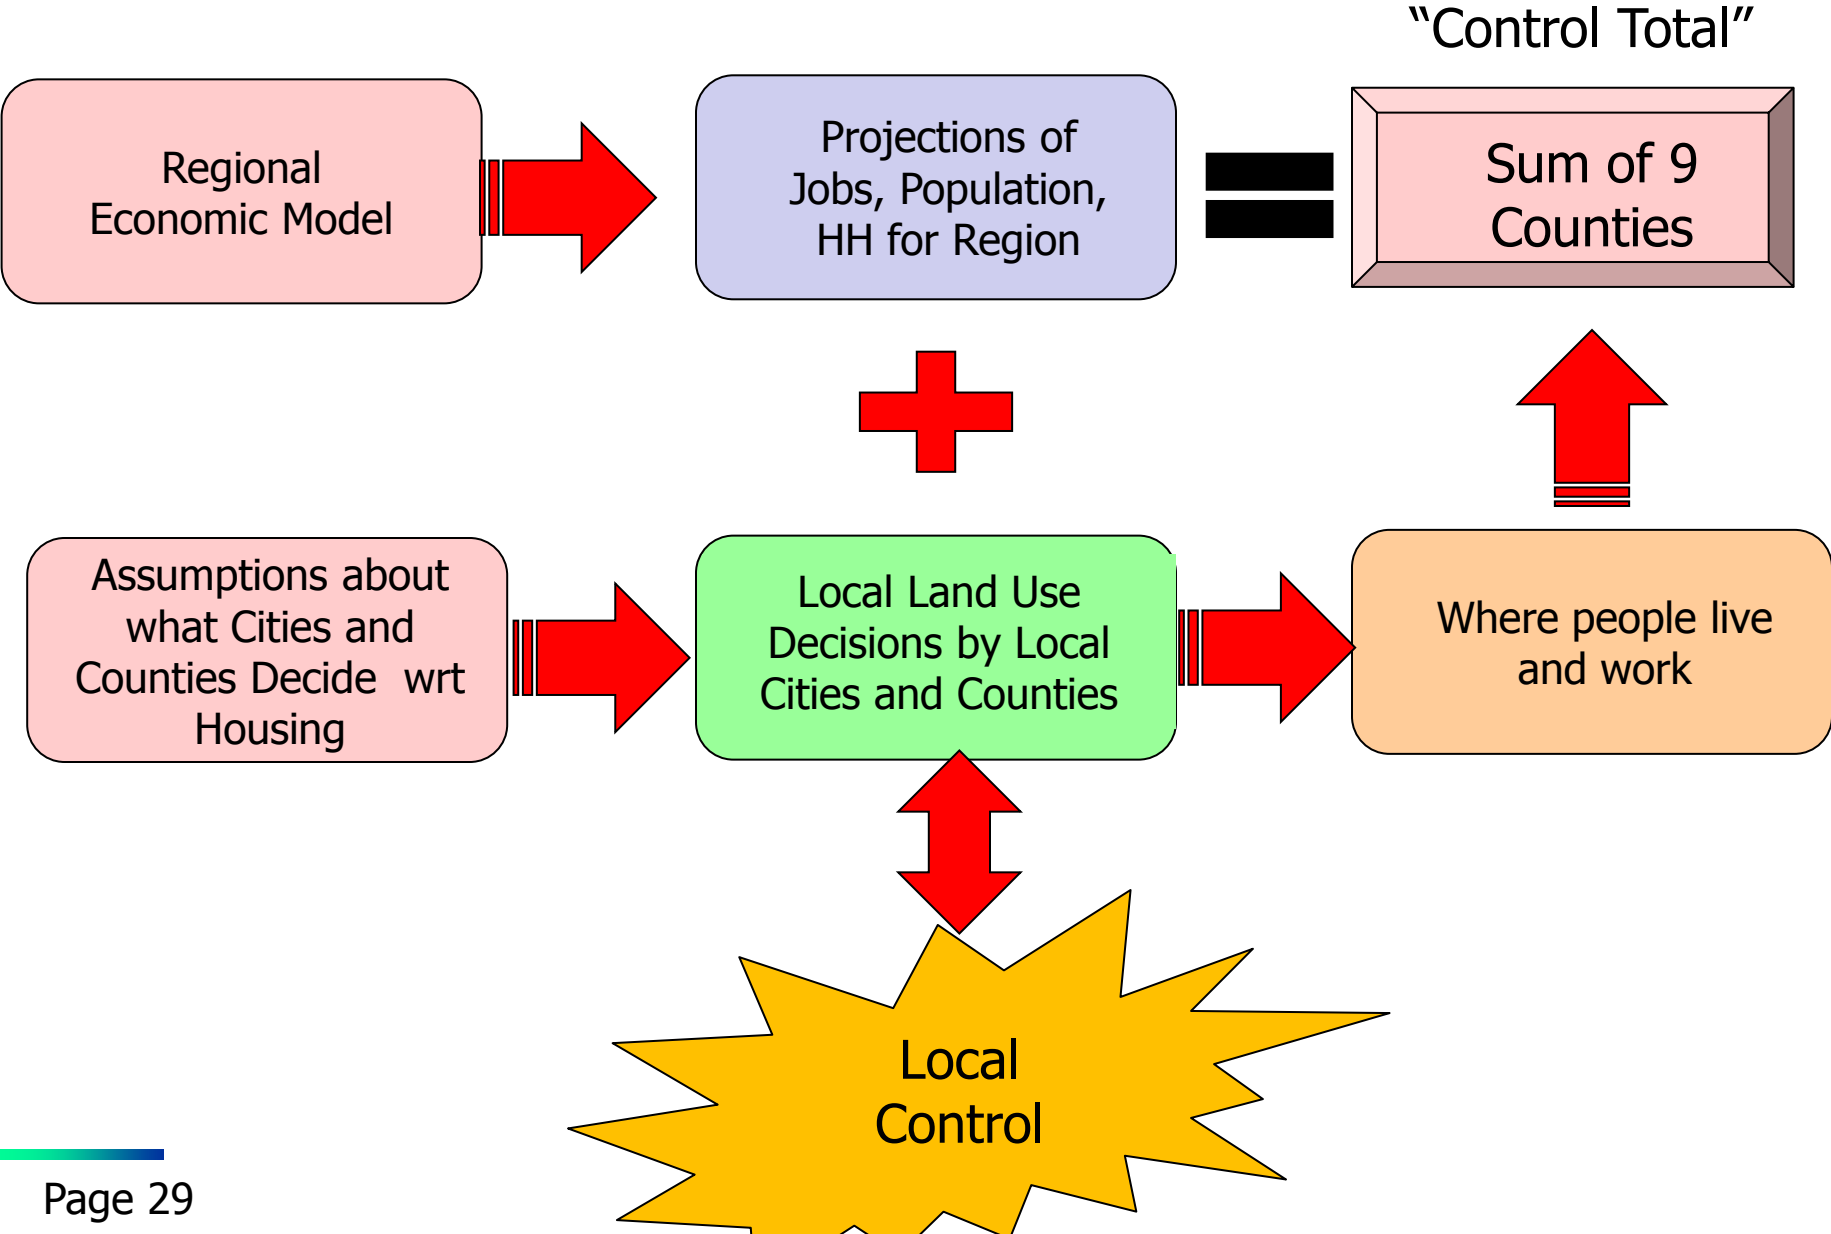 “Control Total”
Regional
Economic Model
Projections of
Jobs, Population,
HH for Region
Sum of 9
Counties
Assumptions about
what Cities and
Counties Decide  wrt
Housing
Local Land Use
Decisions by Local
Cities and Counties
Where people live
and work
Local
Control
Page 29